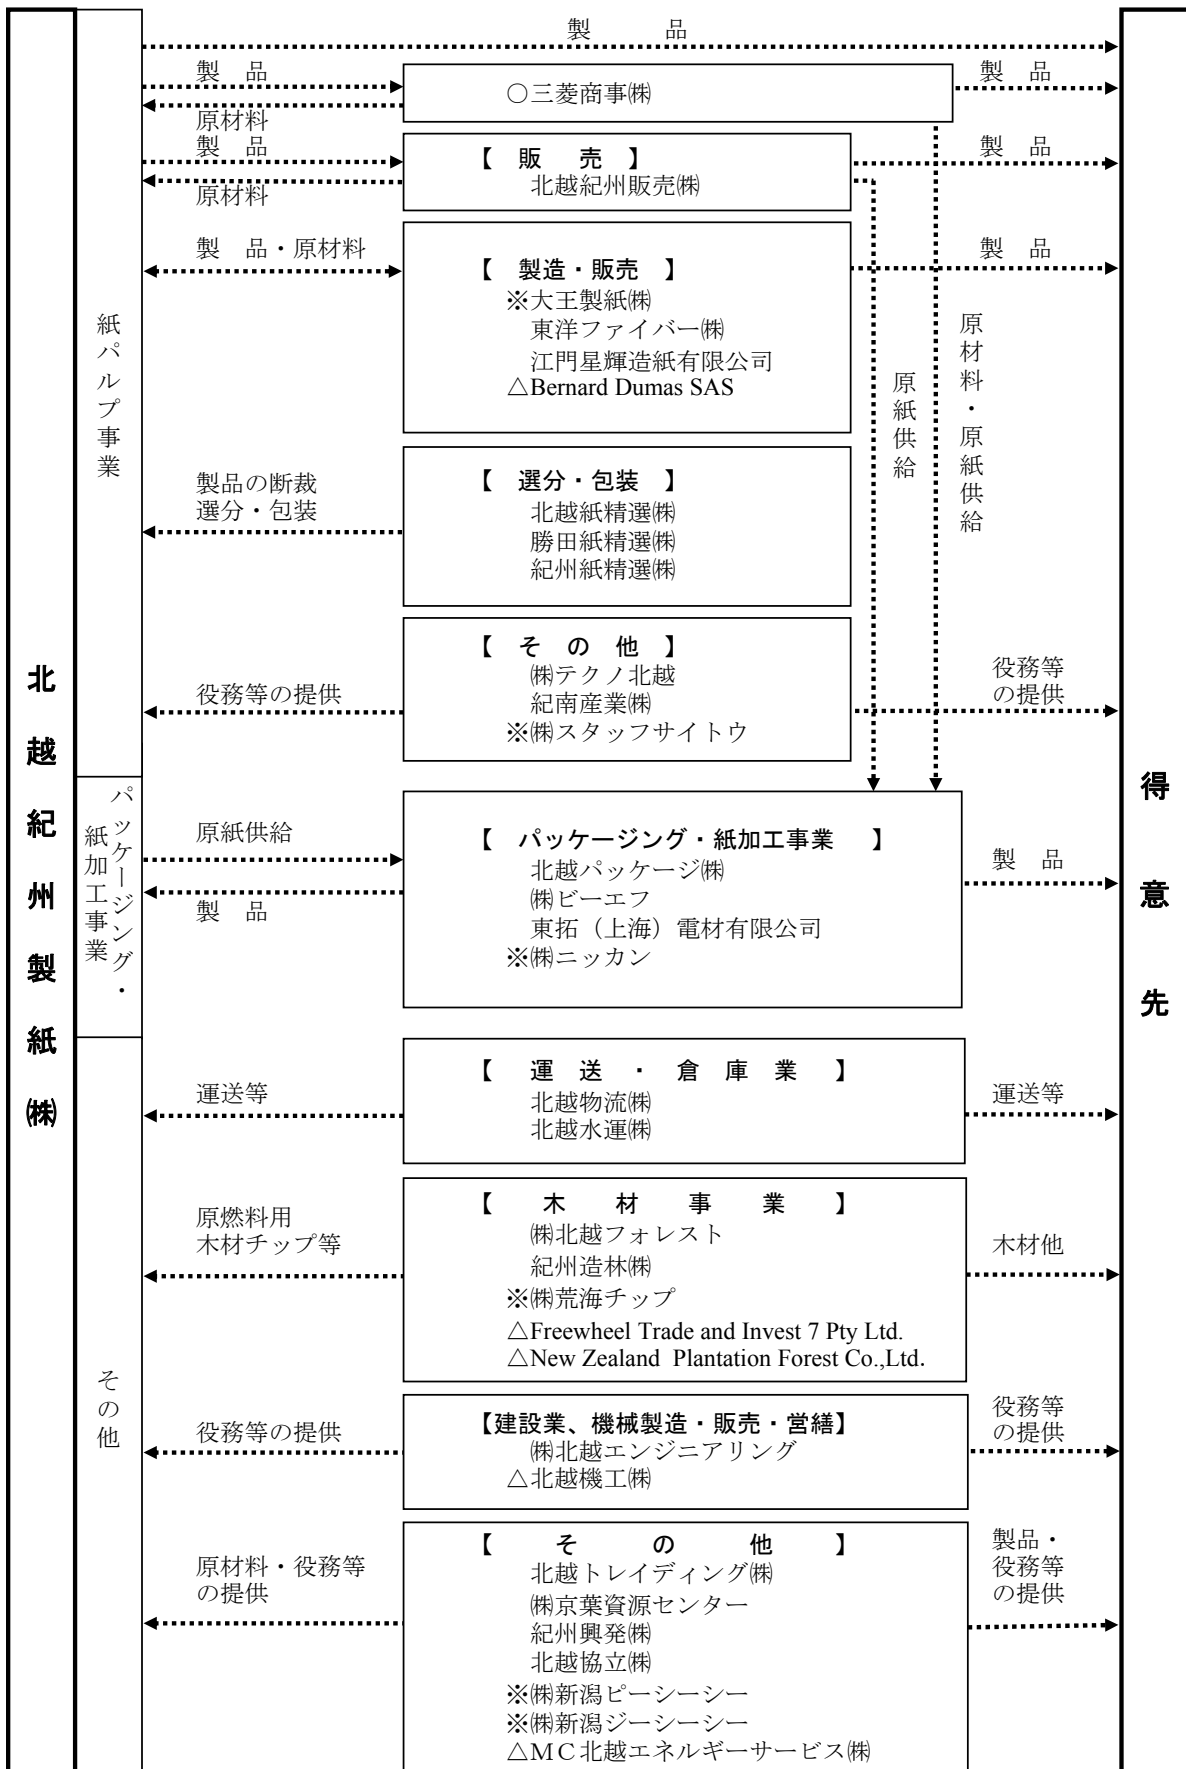 北越紀州製紙㈱
紙パルプ事業
製　品
製　品
○三菱商事㈱
製　品
原材料
製　品
【　販　売　】
北越紀州販売㈱
製　品
原材料
製　品・原材料
【　製造・販売　】
※大王製紙㈱
東洋ファイバー㈱
江門星輝造紙有限公司
△Bernard Dumas SAS
製　品
原紙供給
原材料・原紙供給
製品の断裁
選分・包装
【　選分・包装　】
北越紙精選㈱
勝田紙精選㈱
紀州紙精選㈱
役務等の提供
【　そ　の　他　】
㈱テクノ北越
紀南産業㈱
※㈱スタッフサイトウ
役務等
の提供
パッケージング・
紙加工事業
原紙供給
製　品
【　パッケージング・紙加工事業　】
北越パッケージ㈱
㈱ビーエフ
東拓（上海）電材有限公司
※㈱ニッカン
製　品
その他
運送等
【　運　送　・　倉　庫　業　】
北越物流㈱
北越水運㈱
運送等
原燃料用
木材チップ等
【　木　材　事　業　】
㈱北越フォレスト
紀州造林㈱
※㈱荒海チップ
△Freewheel Trade and Invest 7 Pty Ltd.
△New Zealand Plantation Forest Co.,Ltd.
木材他
役務等の提供
【建設業、機械製造・販売・営繕】
㈱北越エンジニアリング
△北越機工㈱
役務等
の提供
原材料・役務等
の提供
【　そ　の　他　】
北越トレイディング㈱
㈱京葉資源センター
紀州興発㈱
北越協立㈱
※㈱新潟ピーシーシー
※㈱新潟ジーシーシー
△ＭＣ北越エネルギーサービス㈱
製品・
役務等
の提供
得意先